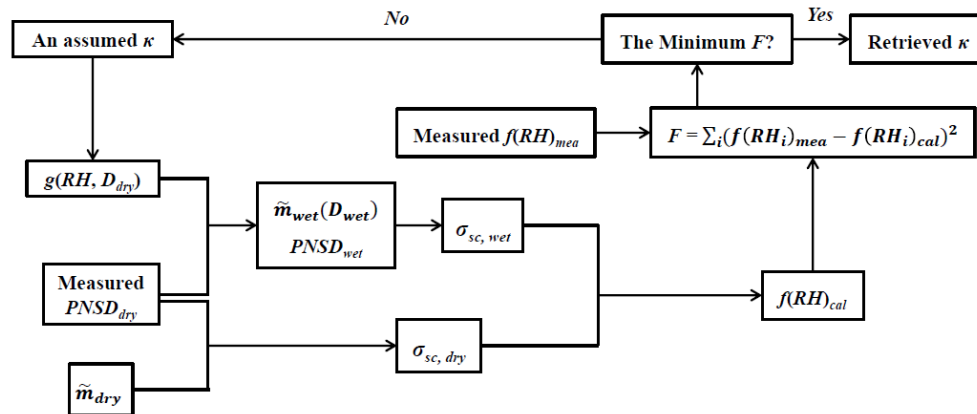 No
Yes
An assumed κ
The Minimum F?
Retrieved κ
Measured f(RH)mea
F = ∑i(f(RHi)mea − f(RHi)cal)²
g(RH, Ddry)
m̃wet(Dwet)
PNSDwet
σsc, wet
Measured
PNSDdry
f(RH)cal
σsc, dry
m̃dry